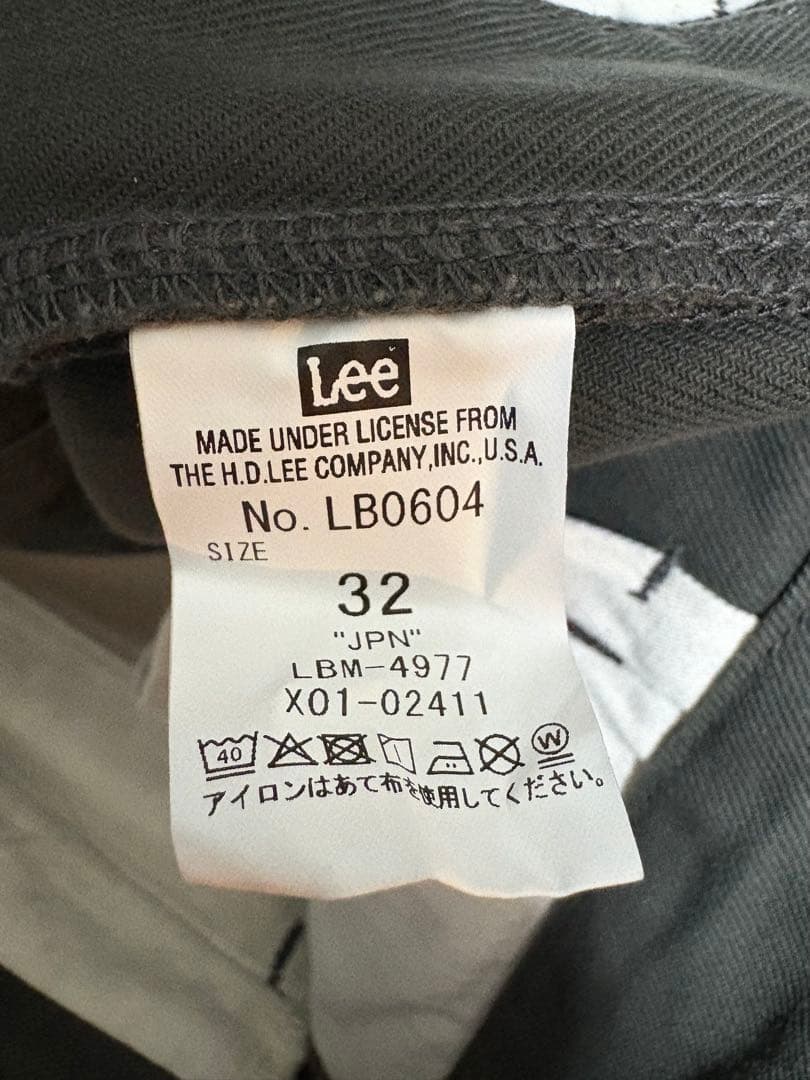 Lee
MADE UNDER LICENSE FROM
THE H.D.LEE COMPANY,INC.,U.S.A.
No. LB0604
SIZE
32
"JPN"
LBM-4977
X01-02411
40 W
アイロンはあて布を使用してください。